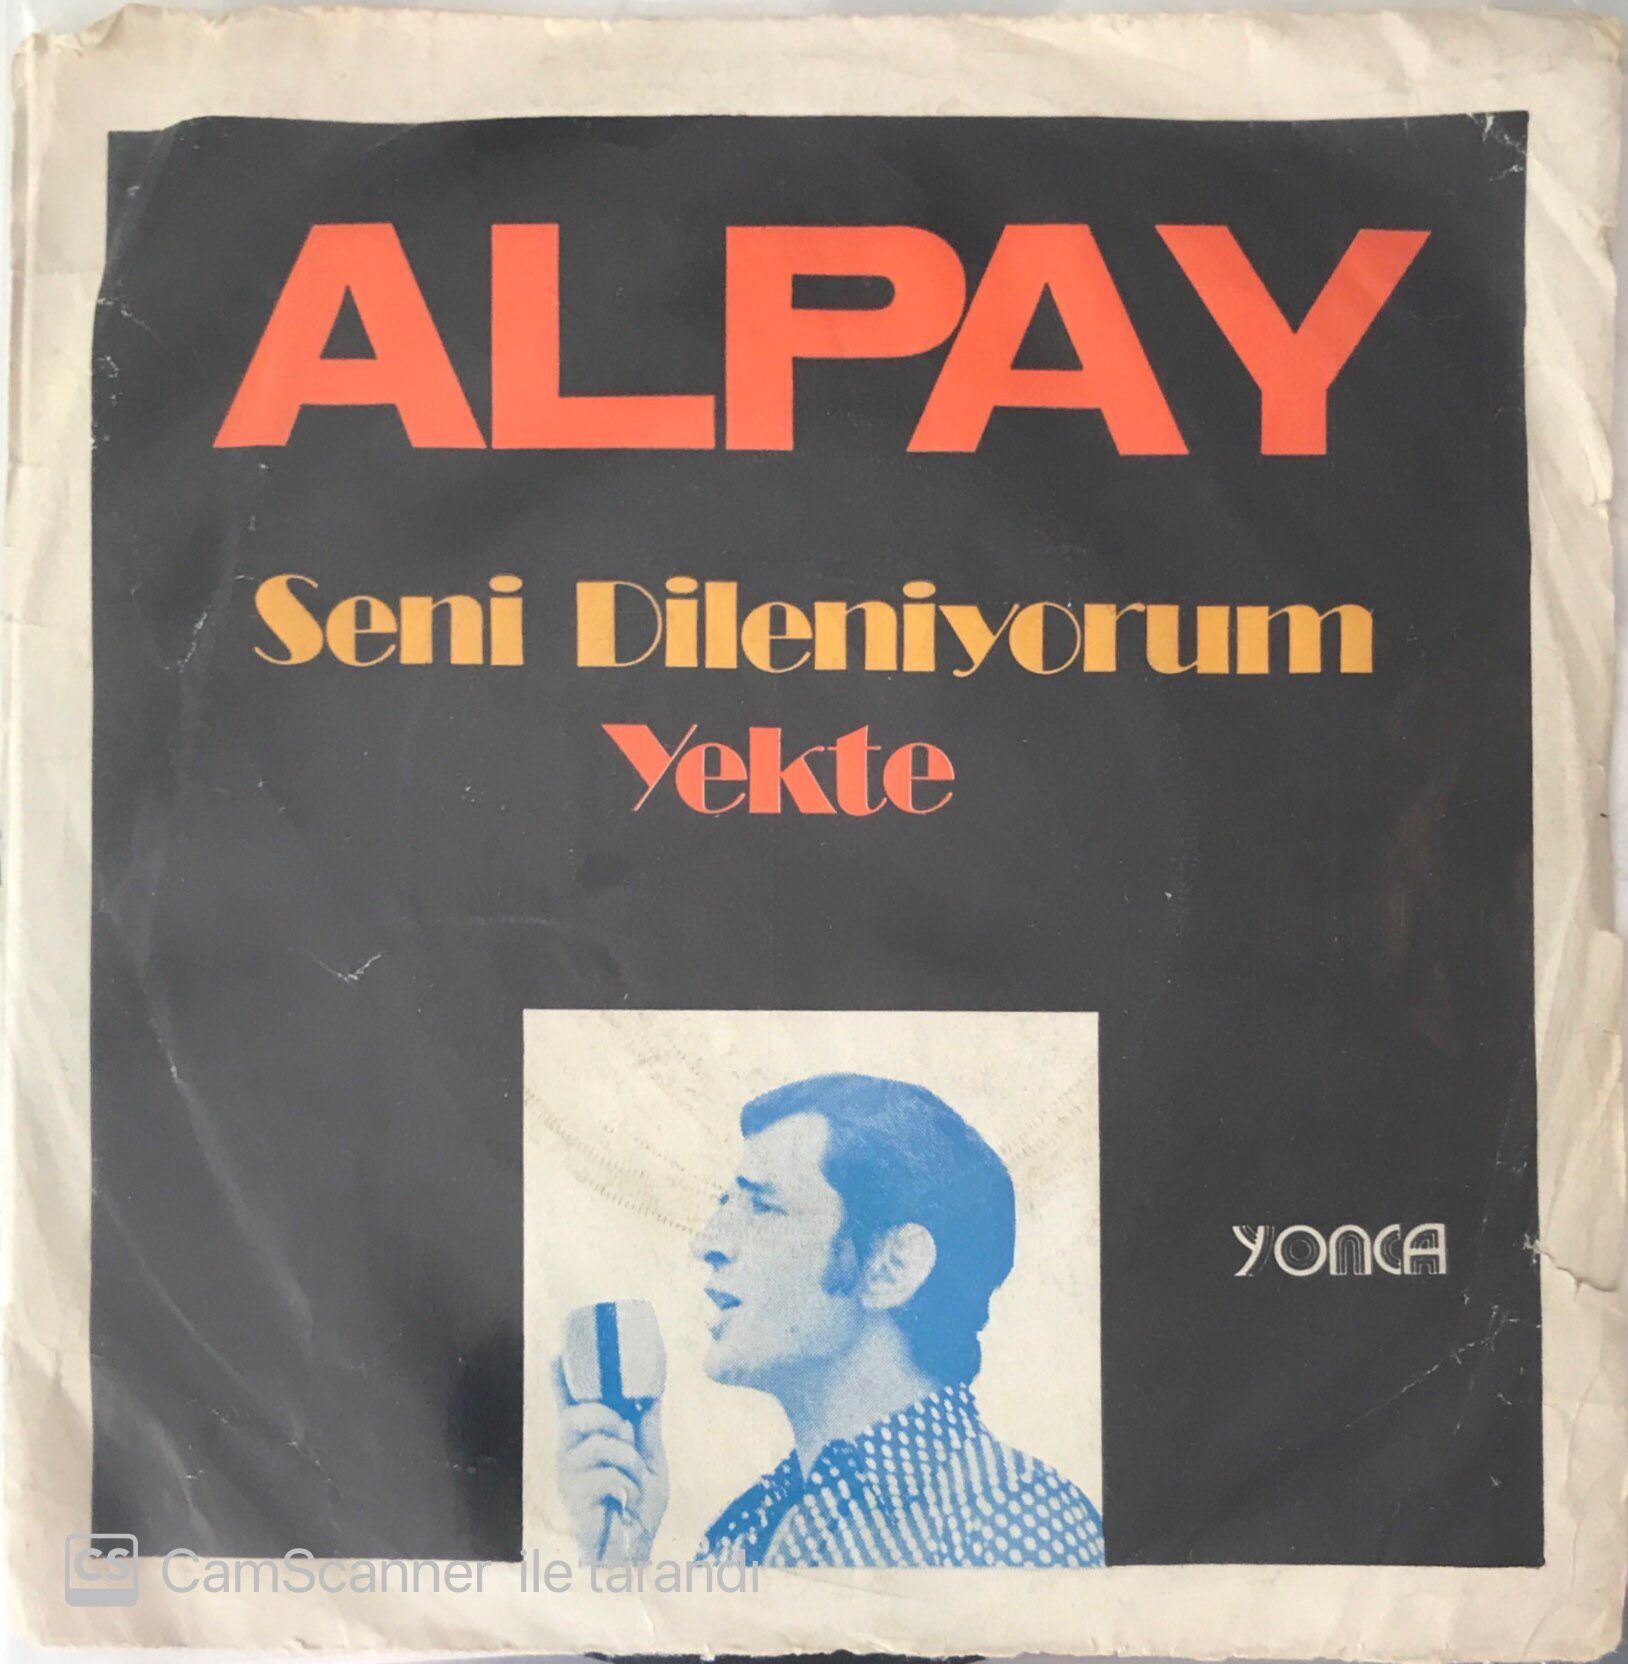 ALPAY
Seni Dileniyorum
Yekte
YONCA
CS CamScanner ile tarandı